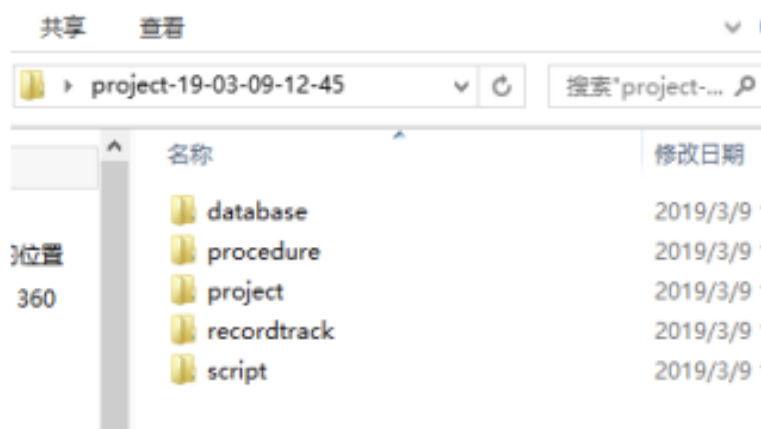 共享 查看
project-19-03-09-12-45 搜索"project-...
名称 修改日期
database 2019/3/9
位置 procedure 2019/3/9
360 project 2019/3/9
recordtrack 2019/3/9
script 2019/3/9